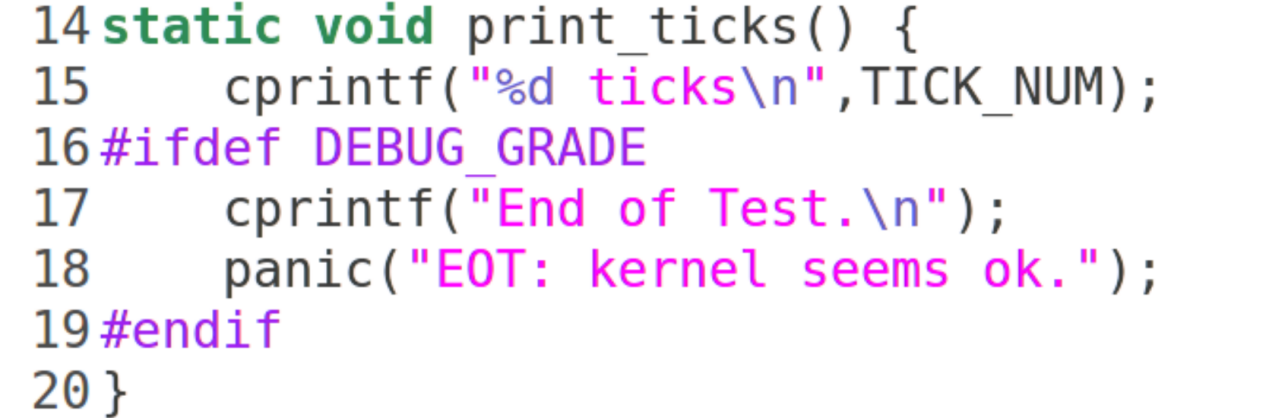 14 static void print_ticks() {
15     cprintf("%d ticks\n",TICK_NUM);
16 #ifdef DEBUG_GRADE
17     cprintf("End of Test.\n");
18     panic("EOT: kernel seems ok.");
19 #endif
20 }